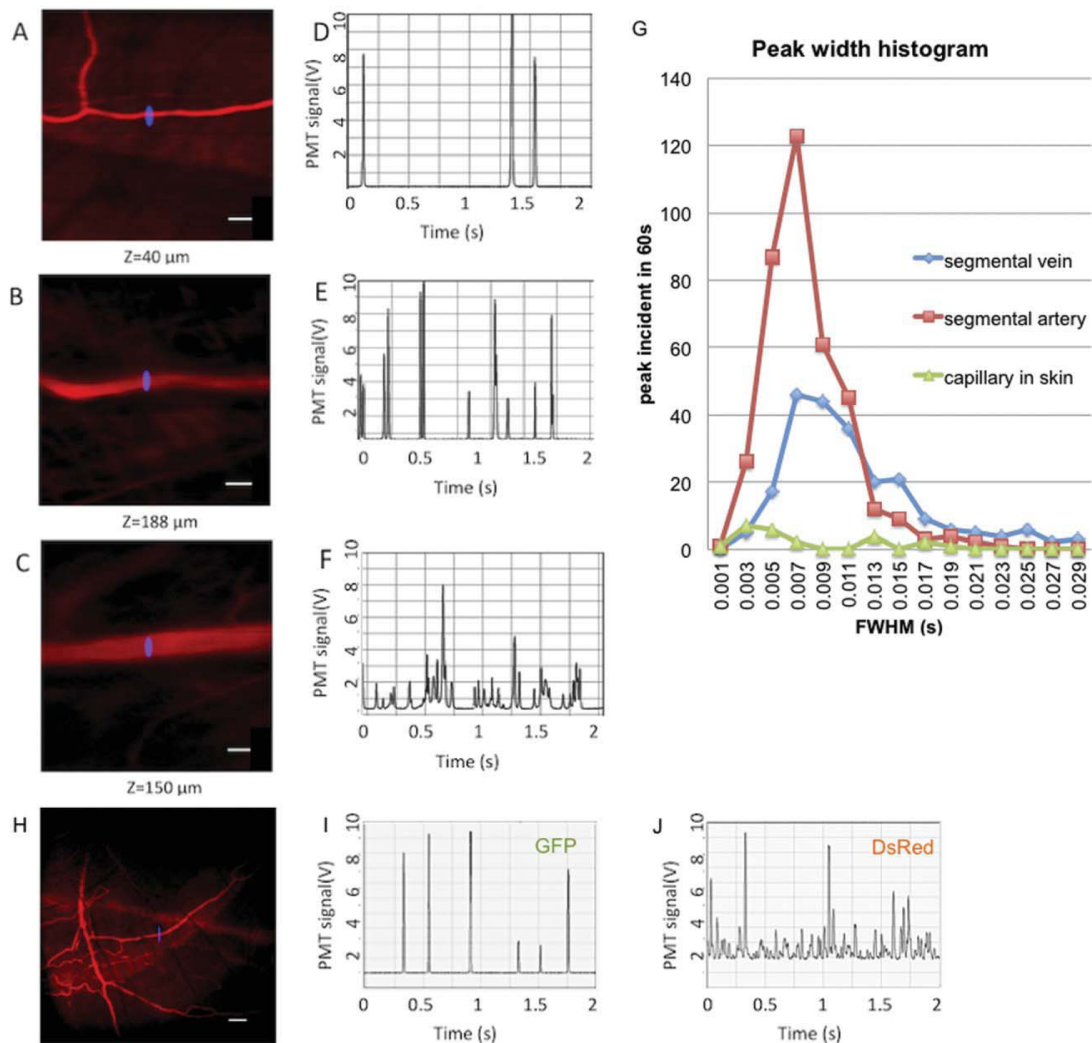 A
Z=40 µm
B
Z=188 µm
C
Z=150 µm
D
PMT signal(V)
2 4 6 8 10
0 0.5 1 1.5 2
Time (s)
E
PMT signal(V)
2 4 6 8 10
0 0.5 1 1.5 2
Time (s)
F
PMT signal(V)
2 4 6 8 10
0 0.5 1 1.5 2
Time (s)
G
Peak width histogram
peak incident in 60s
140
120
100
80
60
40
20
0
segmental vein
segmental artery
capillary in skin
0.0001 0.003 0.005 0.007 0.009 0.0011 0.013 0.015 0.017 0.019 0.021 0.023 0.025 0.027 0.029
FWHM (s)
H
I
GFP
PMT signal(V)
2 4 6 8 10
0 0.5 1 1.5 2
Time (s)
J
DsRed
PMT signal(V)
2 4 6 8 10
0 0.5 1 1.5 2
Time (s)